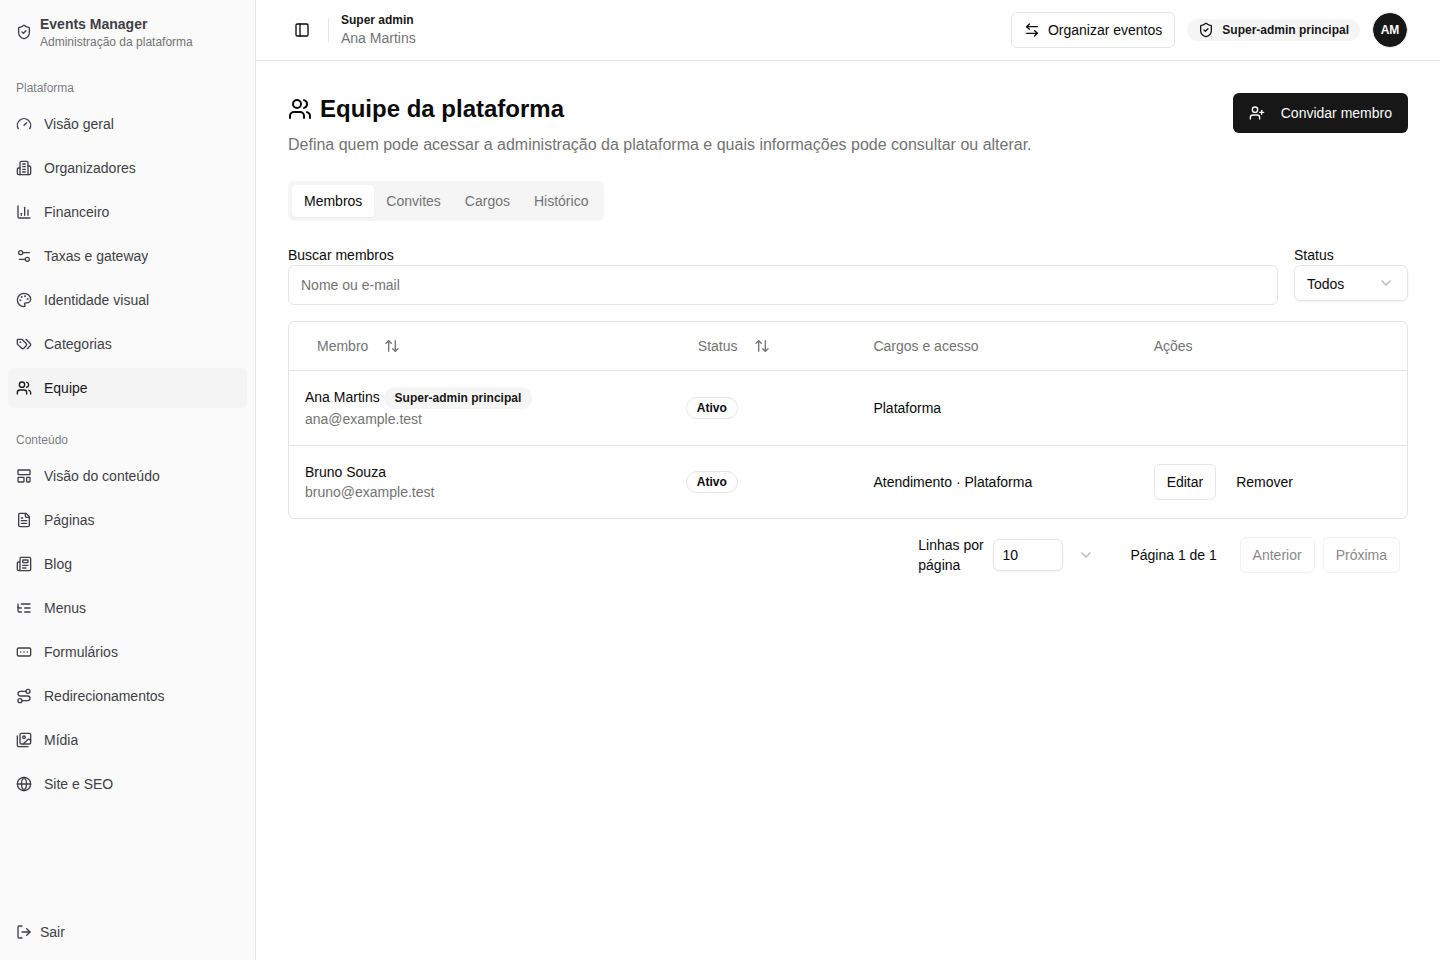 Events Manager
Administração da plataforma
Plataforma
Visão geral
Organizadores
Financeiro
Taxas e gateway
Identidade visual
Categorias
Equipe
Conteúdo
Visão do conteúdo
Páginas
Blog
Menus
Formulários
Redirecionamentos
Mídia
Site e SEO
Sair
Super admin
Ana Martins
Organizar eventos
Super-admin principal
AM
Equipe da plataforma
Convidar membro
Defina quem pode acessar a administração da plataforma e quais informações pode consultar ou alterar.
Membros Convites Cargos Histórico
Buscar membros
Nome ou e-mail
Status
Todos
Membro Status Cargos e acesso Ações
Ana Martins Super-admin principal
ana@example.test
Ativo
Plataforma
Bruno Souza
bruno@example.test
Ativo
Atendimento · Plataforma
Editar Remover
Linhas por
página
10
Página 1 de 1
Anterior Próxima